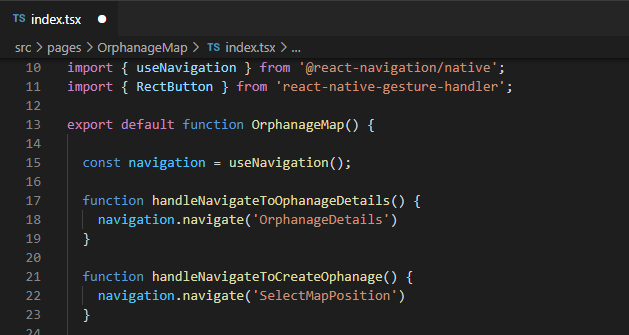 TS index.tsx ●
src > pages > OrphanageMap > TS index.tsx > ...
10 import { useNavigation } from '@react-navigation/native';
11 import { RectButton } from 'react-native-gesture-handler';
12
13 export default function OrphanageMap() {
14
15 const navigation = useNavigation();
16
17 function handleNavigateToOphanageDetails() {
18 navigation.navigate('OrphanageDetails')
19 }
20
21 function handleNavigateToCreateOphanage() {
22 navigation.navigate('SelectMapPosition')
23 }
24